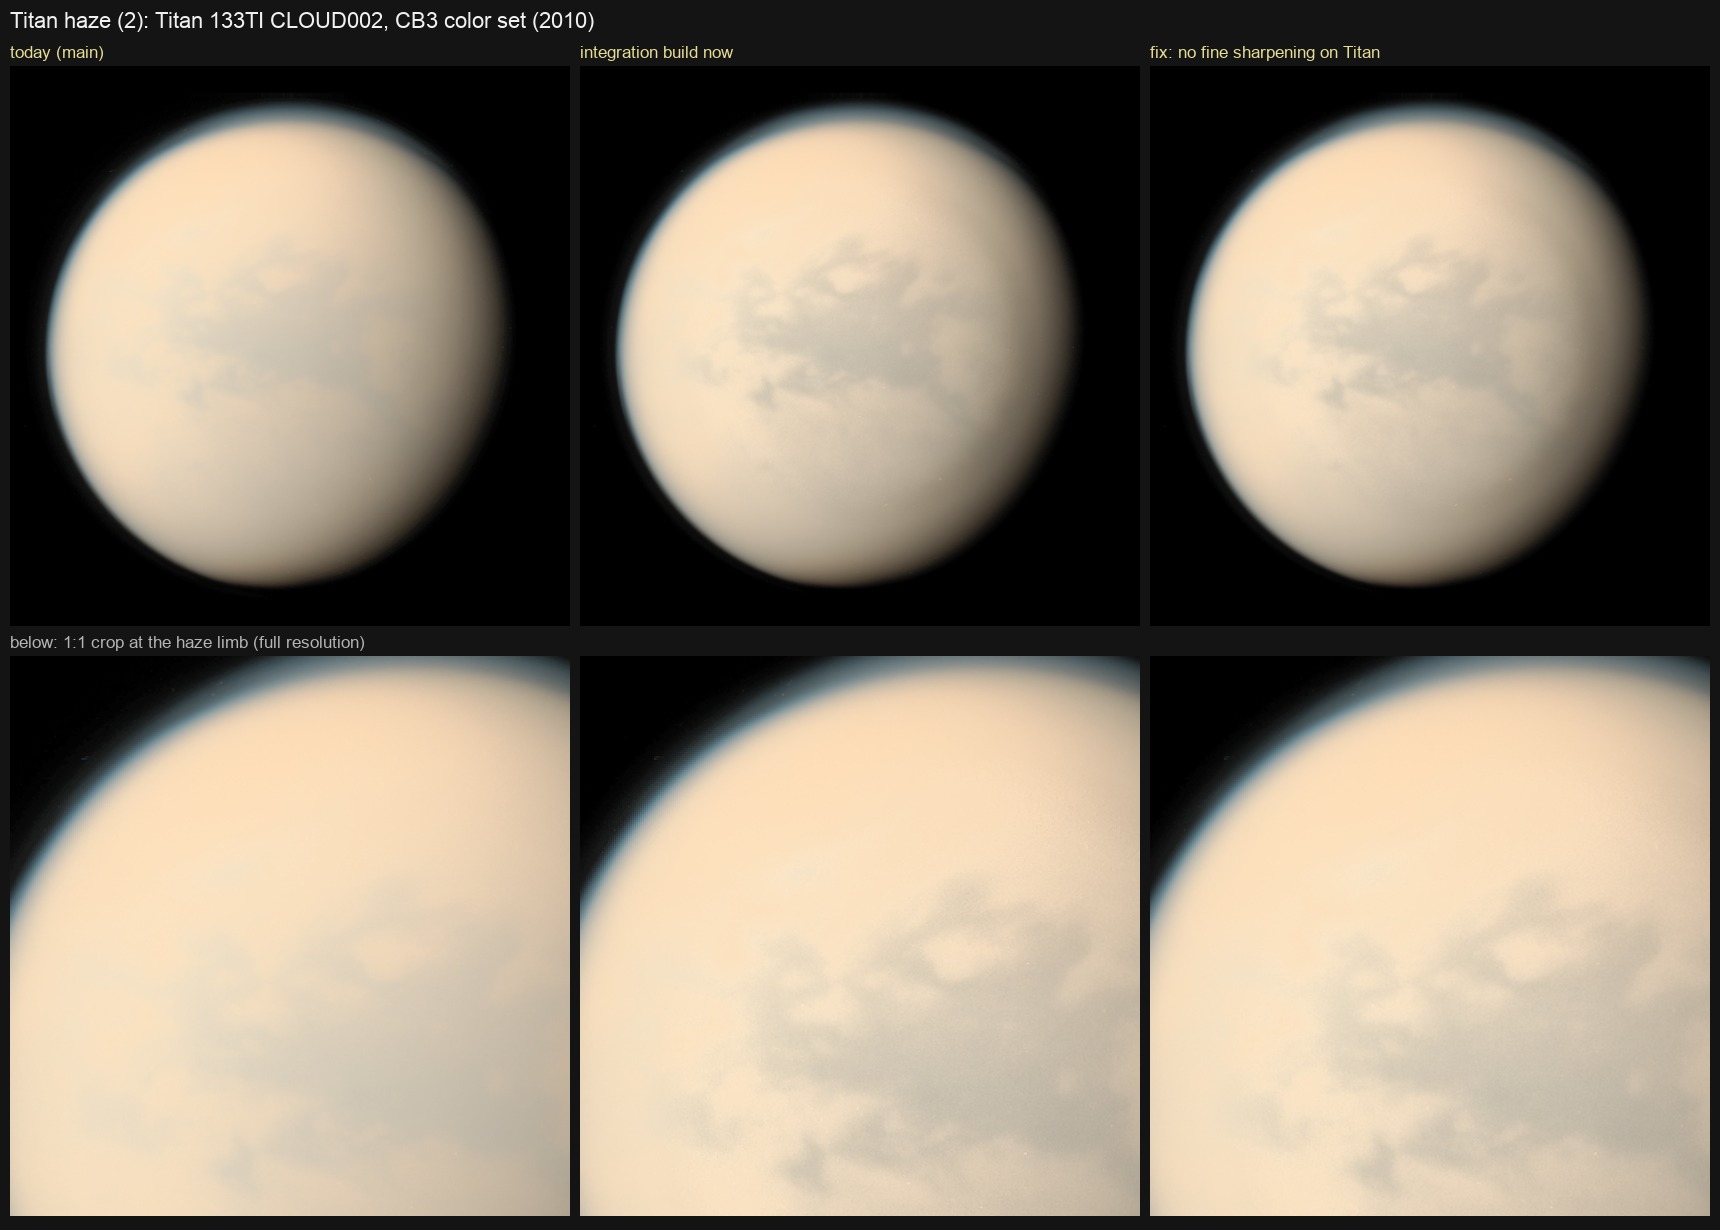 Titan haze (2): Titan 133TI CLOUD002, CB3 color set (2010)
today (main)
integration build now
fix: no fine sharpening on Titan
below: 1:1 crop at the haze limb (full resolution)